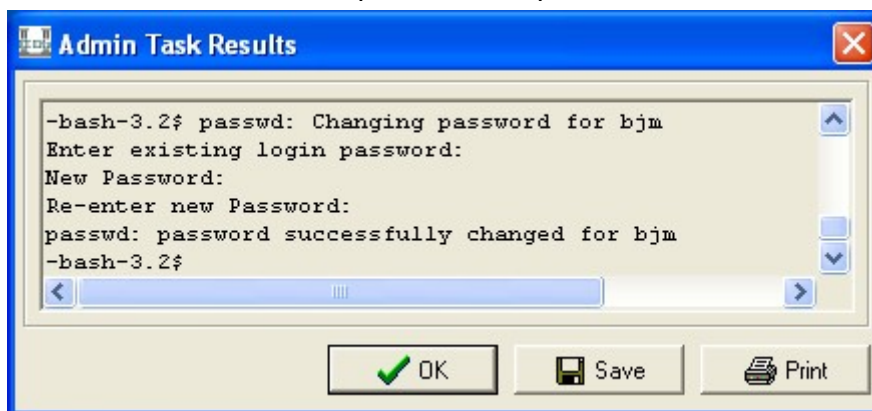 Admin Task Results
-bash-3.2$ passwd: Changing password for bjm
Enter existing login password:
New Password:
Re-enter new Password:
passwd: password successfully changed for bjm
-bash-3.2$
OK
Save
Print